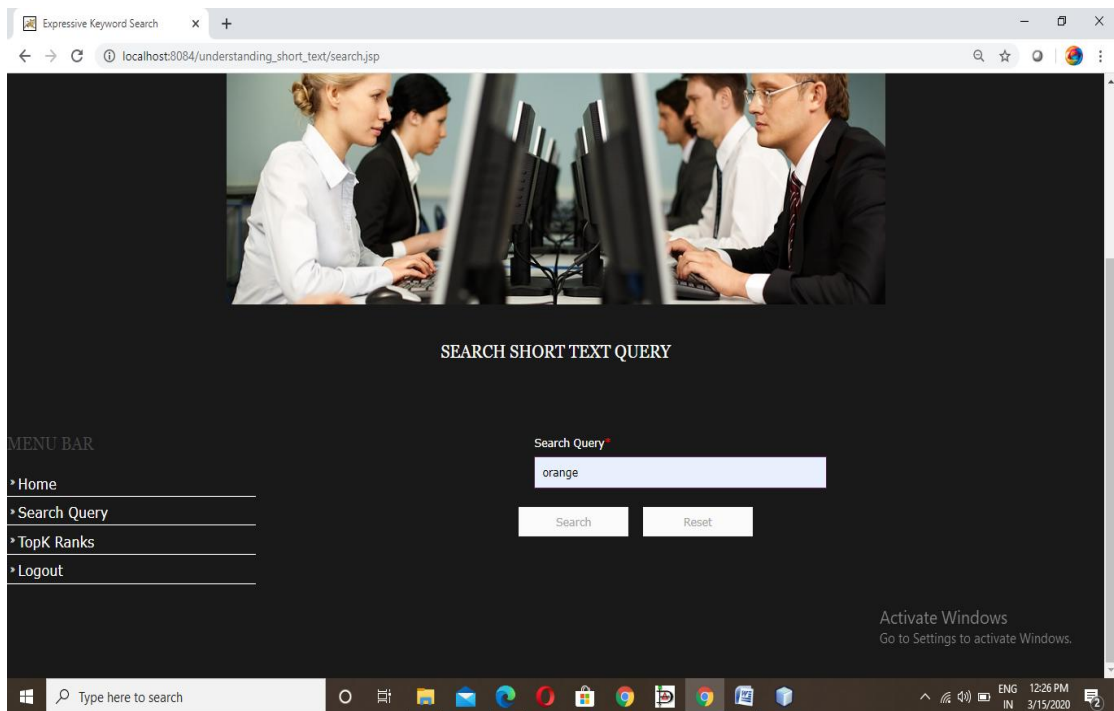 Expressive Keyword Search
localhost:8084/understanding_short_text/search.jsp
SEARCH SHORT TEXT QUERY
MENU BAR
Home
Search Query
TopK Ranks
Logout
Search Query*
orange
Search Reset
Activate Windows
Go to Settings to activate Windows.
Type here to search
ENG 12:26 PM
IN 3/15/2020
2